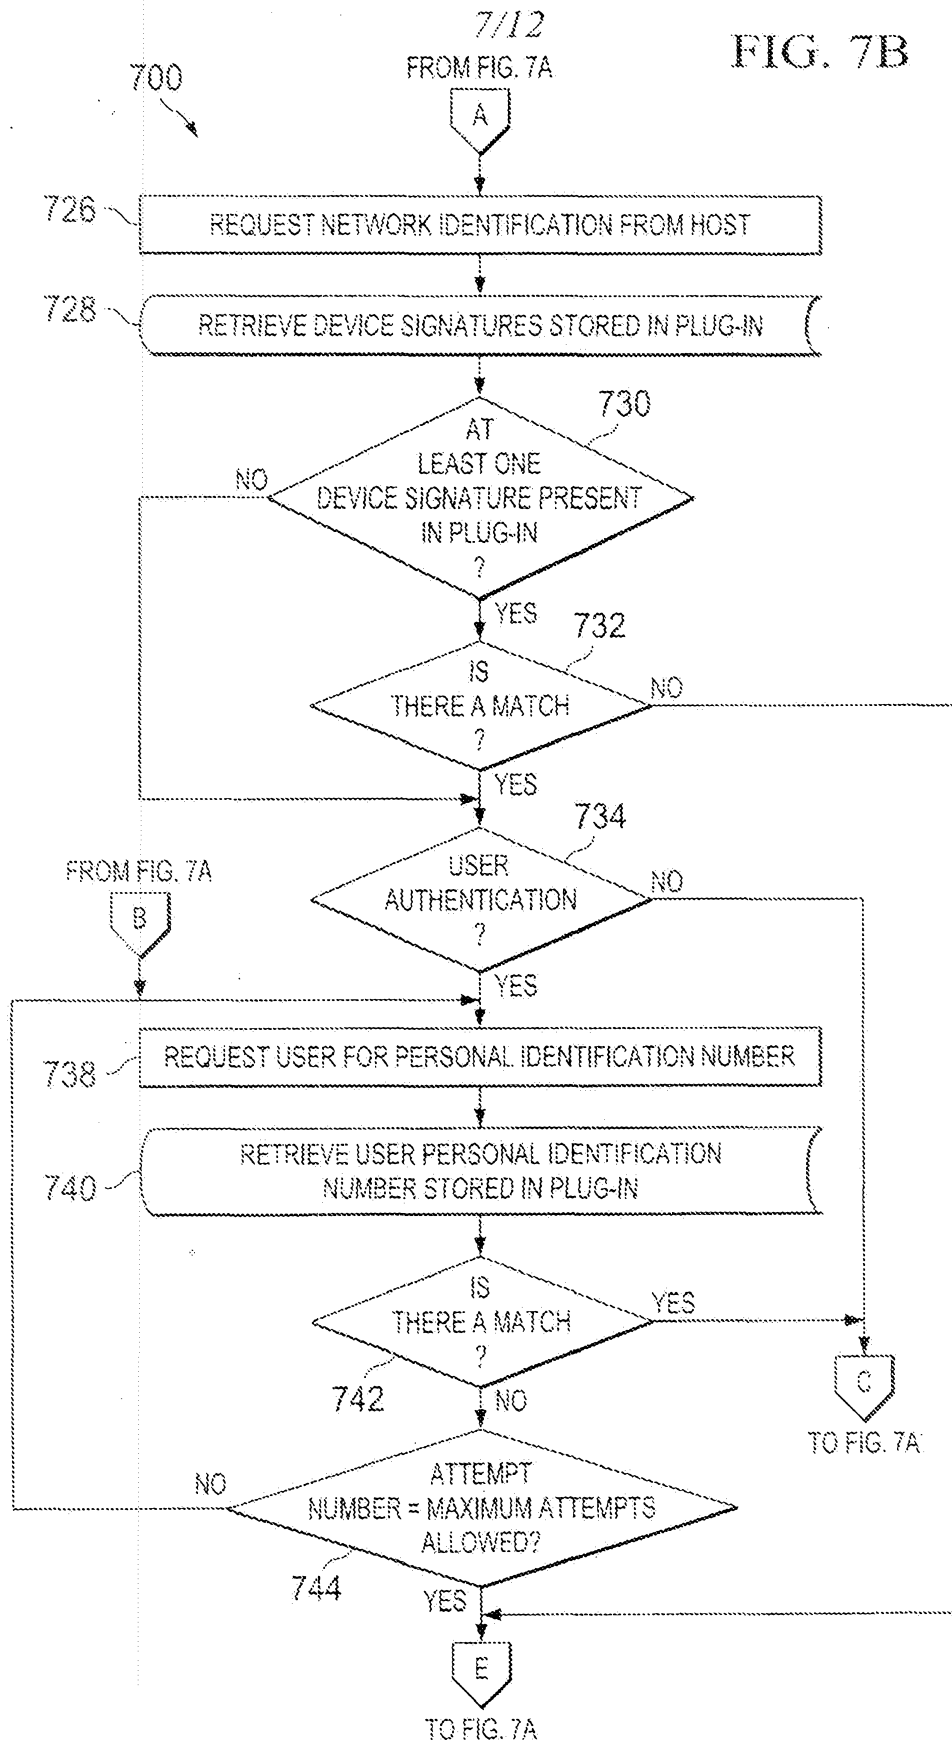 7/12
FIG. 7B
FROM FIG. 7A
700
A
726
REQUEST NETWORK IDENTIFICATION FROM HOST
728
RETRIEVE DEVICE SIGNATURES STORED IN PLUG-IN
730
AT
LEAST ONE
DEVICE SIGNATURE PRESENT
IN PLUG-IN
?
NO
YES
732
IS
THERE A MATCH
?
NO
YES
734
USER
AUTHENTICATION
?
NO
FROM FIG. 7A
B
YES
738
REQUEST USER FOR PERSONAL IDENTIFICATION NUMBER
740
RETRIEVE USER PERSONAL IDENTIFICATION
NUMBER STORED IN PLUG-IN
IS
THERE A MATCH
?
YES
742
NO
C
TO FIG. 7A
ATTEMPT
NUMBER = MAXIMUM ATTEMPTS
ALLOWED?
NO
744
YES
E
TO FIG. 7A